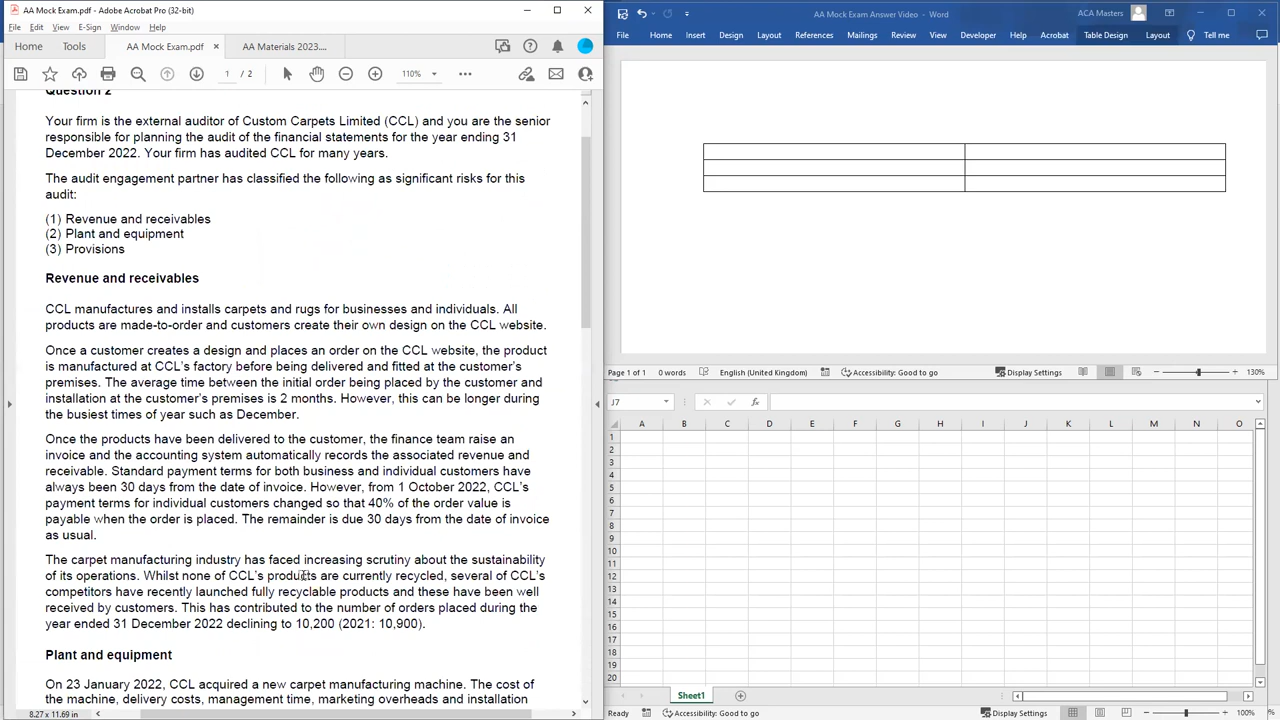 AA Mock Exam.pdf - Adobe Acrobat Pro (32-bit)
File Edit View E-Sign Window Help
Home Tools AA Mock Exam.pdf × AA Materials 2023....
1 / 2 110%
Question 2
Your firm is the external auditor of Custom Carpets Limited (CCL) and you are the senior
responsible for planning the audit of the financial statements for the year ending 31
December 2022. Your firm has audited CCL for many years.
The audit engagement partner has classified the following as significant risks for this
audit:
(1) Revenue and receivables
(2) Plant and equipment
(3) Provisions
Revenue and receivables
CCL manufactures and installs carpets and rugs for businesses and individuals. All
products are made-to-order and customers create their own design on the CCL website.
Once a customer creates a design and places an order on the CCL website, the product
is manufactured at CCL's factory before being delivered and fitted at the customer's
premises. The average time between the initial order being placed by the customer and
installation at the customer's premises is 2 months. However, this can be longer during
the busiest times of year such as December.
Once the products have been delivered to the customer, the finance team raise an
invoice and the accounting system automatically records the associated revenue and
receivable. Standard payment terms for both business and individual customers have
always been 30 days from the date of invoice. However, from 1 October 2022, CCL's
payment terms for individual customers changed so that 40% of the order value is
payable when the order is placed. The remainder is due 30 days from the date of invoice
as usual.
The carpet manufacturing industry has faced increasing scrutiny about the sustainability
of its operations. Whilst none of CCL's products are currently recycled, several of CCL's
competitors have recently launched fully recyclable products and these have been well
received by customers. This has contributed to the number of orders placed during the
year ended 31 December 2022 declining to 10,200 (2021: 10,900).
Plant and equipment
On 23 January 2022, CCL acquired a new carpet manufacturing machine. The cost of
the machine, delivery costs, management time, marketing overheads and installation
8.27 x 11.69 in
AA Mock Exam Answer Video - Word
ACA Masters
File Home Insert Design Layout References Mailings Review View Developer Help Acrobat Table Design Layout Tell me
Page 1 of 1 0 words English (United Kingdom) Accessibility: Good to go Display Settings 130%
J7 fx
A B C D E F G H I J K L M N O
1
2
3
4
5
6
7
8
9
10
11
12
13
14
15
16
17
18
19
20
Sheet1
Ready Accessibility: Good to go Display Settings 100%